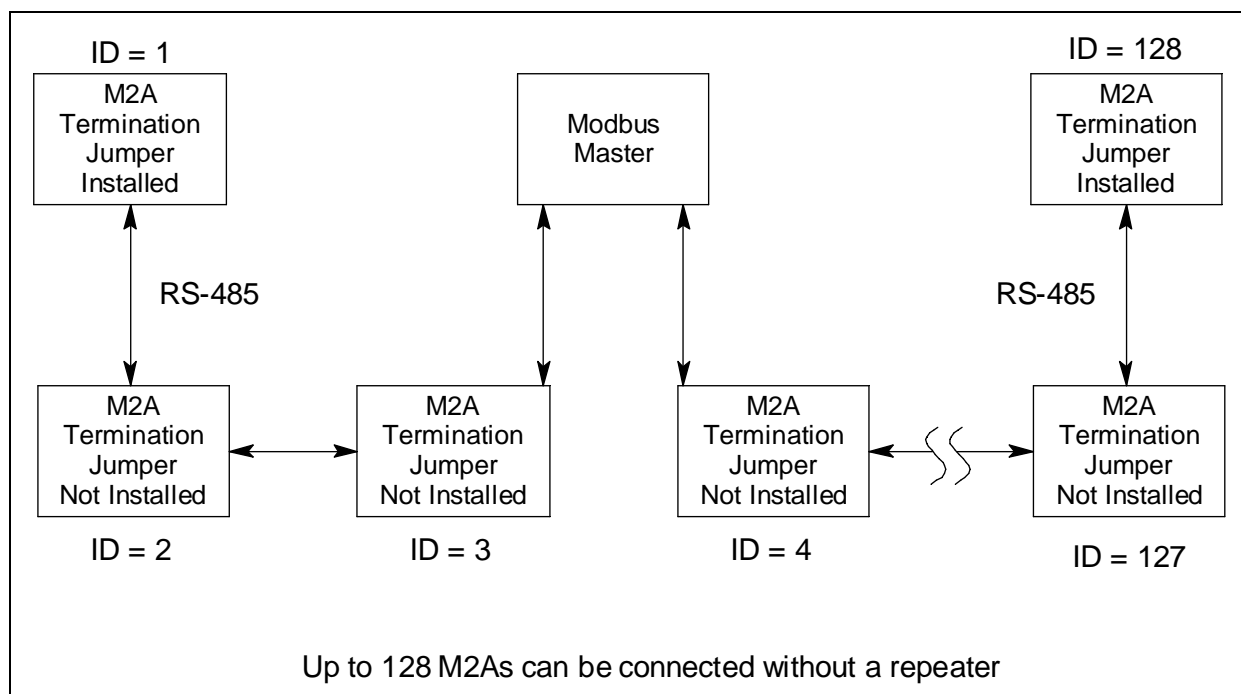 ID = 1
M2A
Termination
Jumper
Installed
Modbus
Master
ID = 128
M2A
Termination
Jumper
Installed
RS-485
RS-485
M2A
Termination
Jumper
Not Installed
ID = 2
M2A
Termination
Jumper
Not Installed
ID = 3
M2A
Termination
Jumper
Not Installed
ID = 4
M2A
Termination
Jumper
Not Installed
ID = 127
Up to 128 M2As can be connected without a repeater